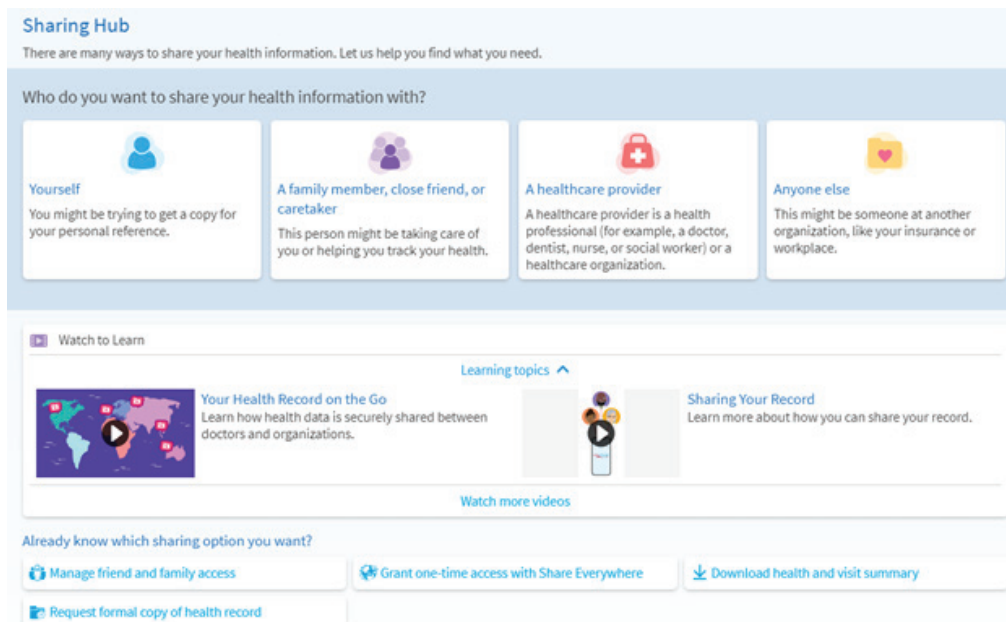 Sharing Hub
There are many ways to share your health information. Let us help you find what you need.
Who do you want to share your health information with?
Yourself
You might be trying to get a copy for
your personal reference.
A family member, close friend, or
caretaker
This person might be taking care of
you or helping you track your health.
A healthcare provider
A healthcare provider is a health
professional (for example, a doctor,
dentist, nurse, or social worker) or a
healthcare organization.
Anyone else
This might be someone at another
organization, like your insurance or
workplace.
Watch to Learn
Learning topics
Your Health Record on the Go
Learn how health data is securely shared between
doctors and organizations.
Sharing Your Record
Learn more about how you can share your record.
Watch more videos
Already know which sharing option you want?
Manage friend and family access
Grant one-time access with Share Everywhere
Download health and visit summary
Request formal copy of health record